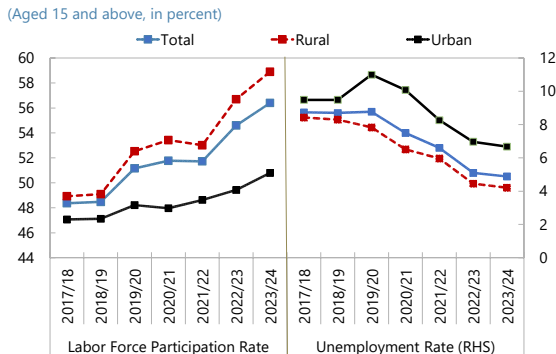 (Aged 15 and above, in percent)
Total Rural Urban
60 12
58
56 10
54 8
52
50 6
48 4
46 2
44 0
2017/18 2018/19 2019/20 2020/21 2021/22 2022/23 2023/24 2017/18 2018/19 2019/20 2020/21 2021/22 2022/23 2023/24
Labor Force Participation Rate Unemployment Rate (RHS)